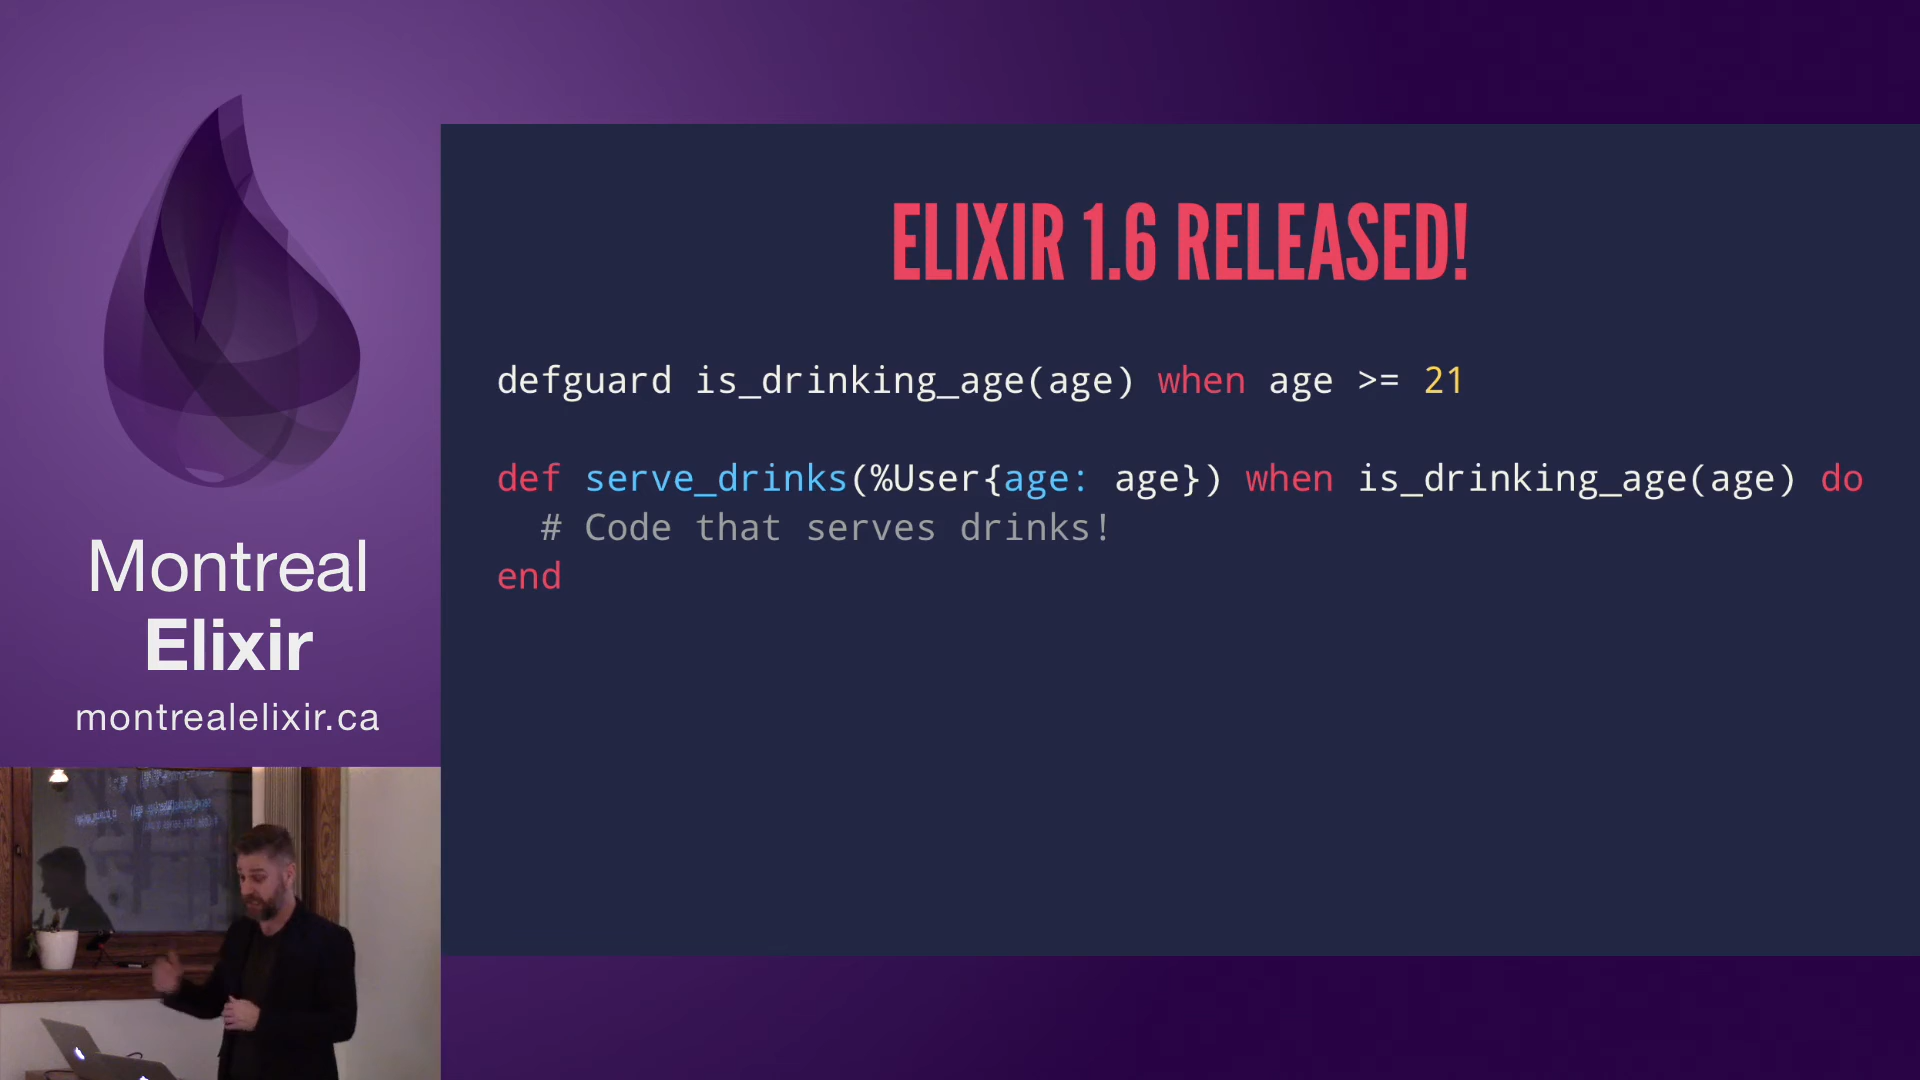 Montreal
Elixir
montrealelixir.ca
ELIXIR 1.6 RELEASED!
defguard is_drinking_age(age) when age >= 21
def serve_drinks(%User{age: age}) when is_drinking_age(age) do
  # Code that serves drinks!
end